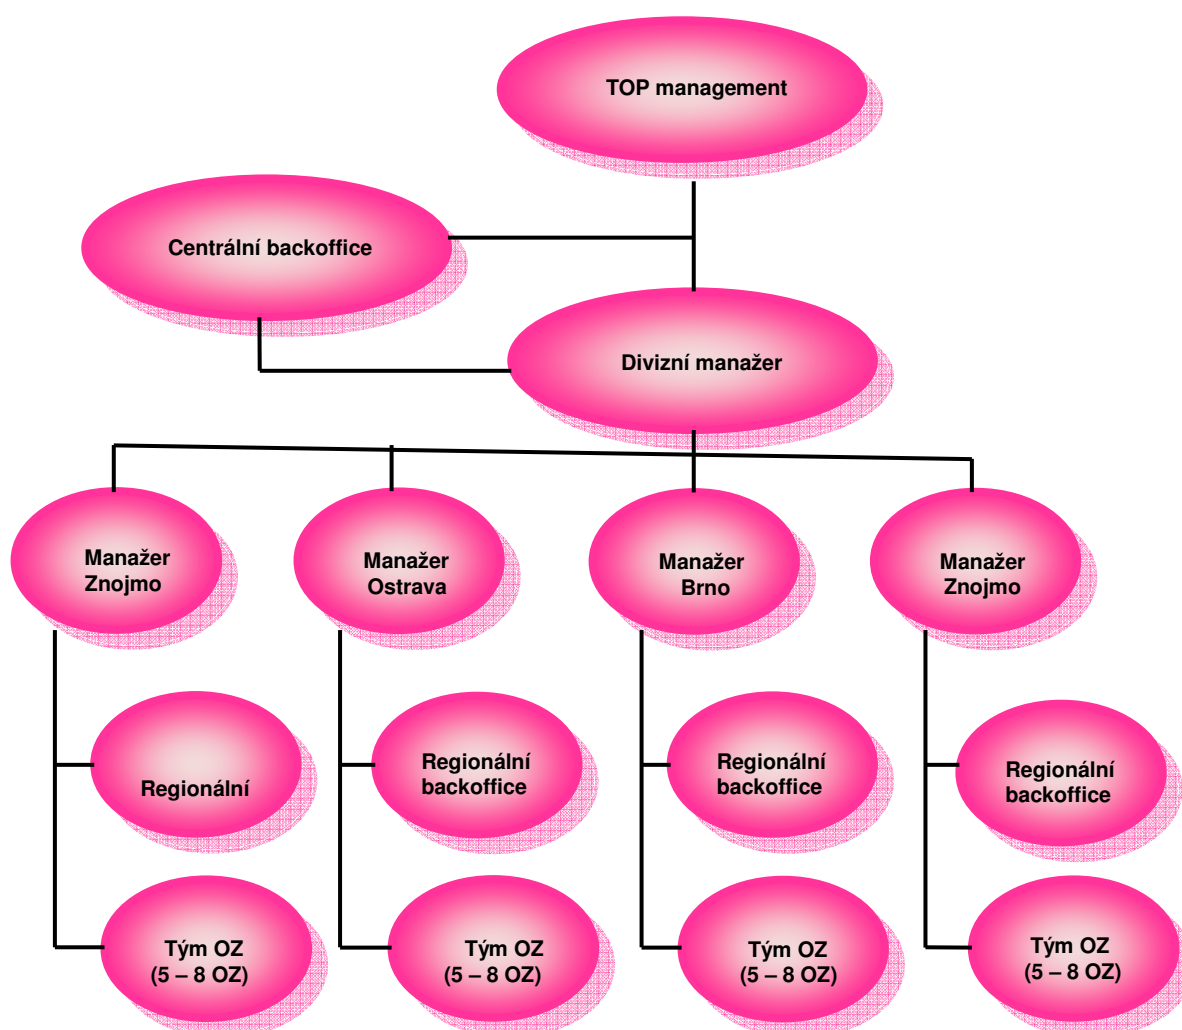 TOP management
Centrální backoffice
Divizní manažer
Manažer
Znojmo
Manažer
Ostrava
Manažer
Brno
Manažer
Znojmo
Regionální
Regionální
backoffice
Regionální
backoffice
Regionální
backoffice
Tým OZ
(5 – 8 OZ)
Tým OZ
(5 – 8 OZ)
Tým OZ
(5 – 8 OZ)
Tým OZ
(5 – 8 OZ)